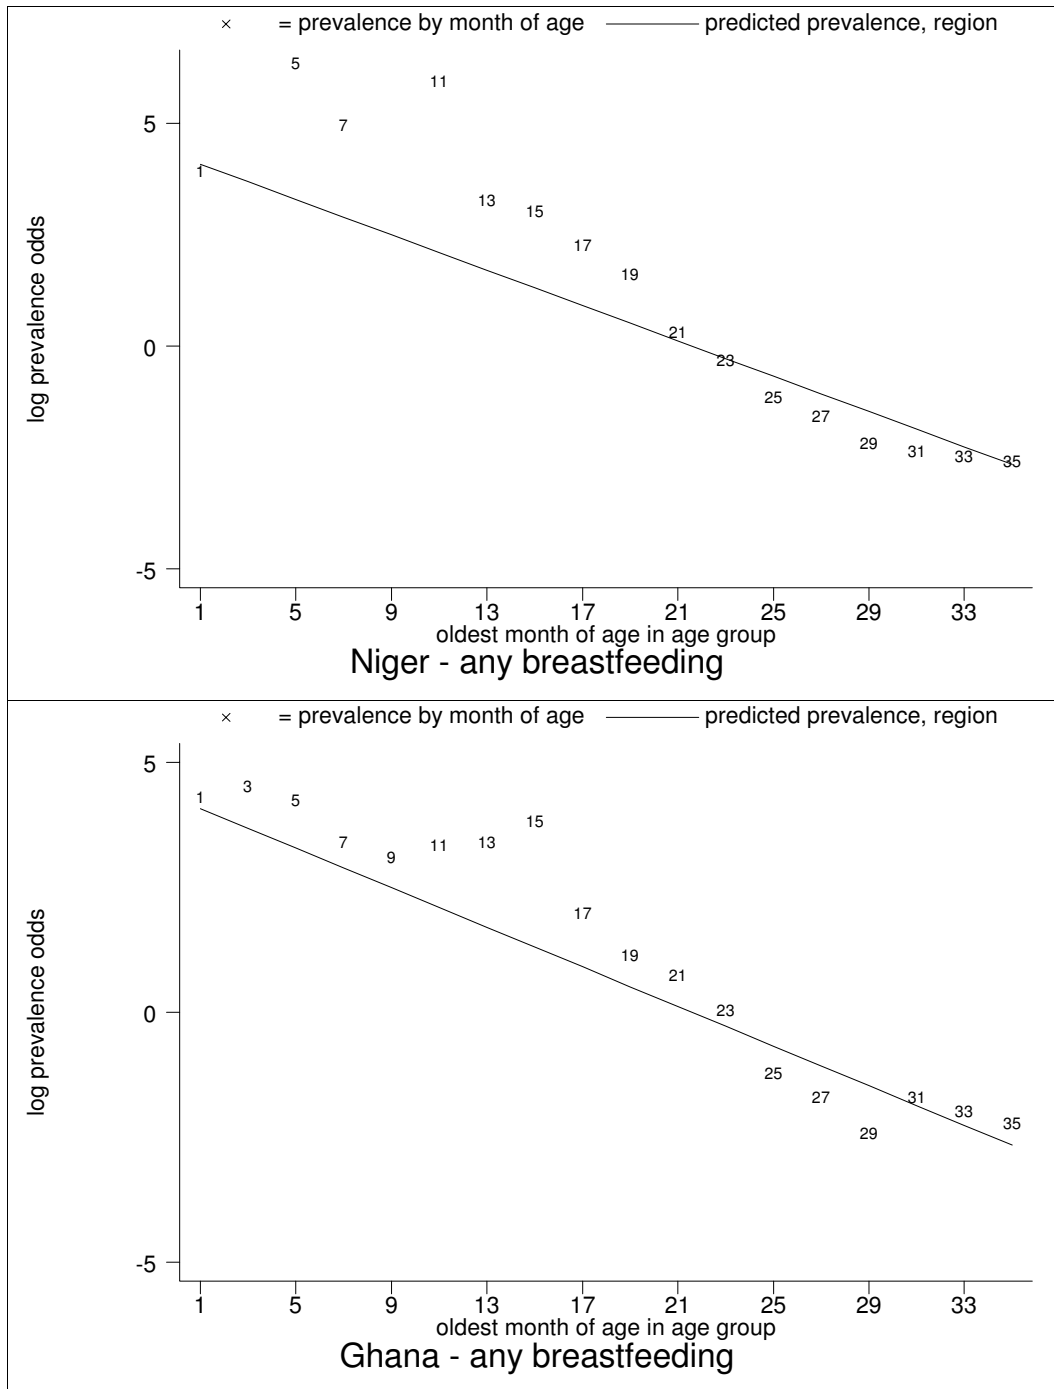 × = prevalence by month of age predicted prevalence, region
5
11
5
7
1
13
15
17
19
0
21
23
25
27
29
31
33
35
-5
log prevalence odds
1 5 9 13 17 21 25 29 33
oldest month of age in age group
Niger - any breastfeeding
× = prevalence by month of age predicted prevalence, region
5
1 3 5
15
7 9 11 13
17
19
21
0
23
25
27
29
31
33
35
-5
log prevalence odds
1 5 9 13 17 21 25 29 33
oldest month of age in age group
Ghana - any breastfeeding